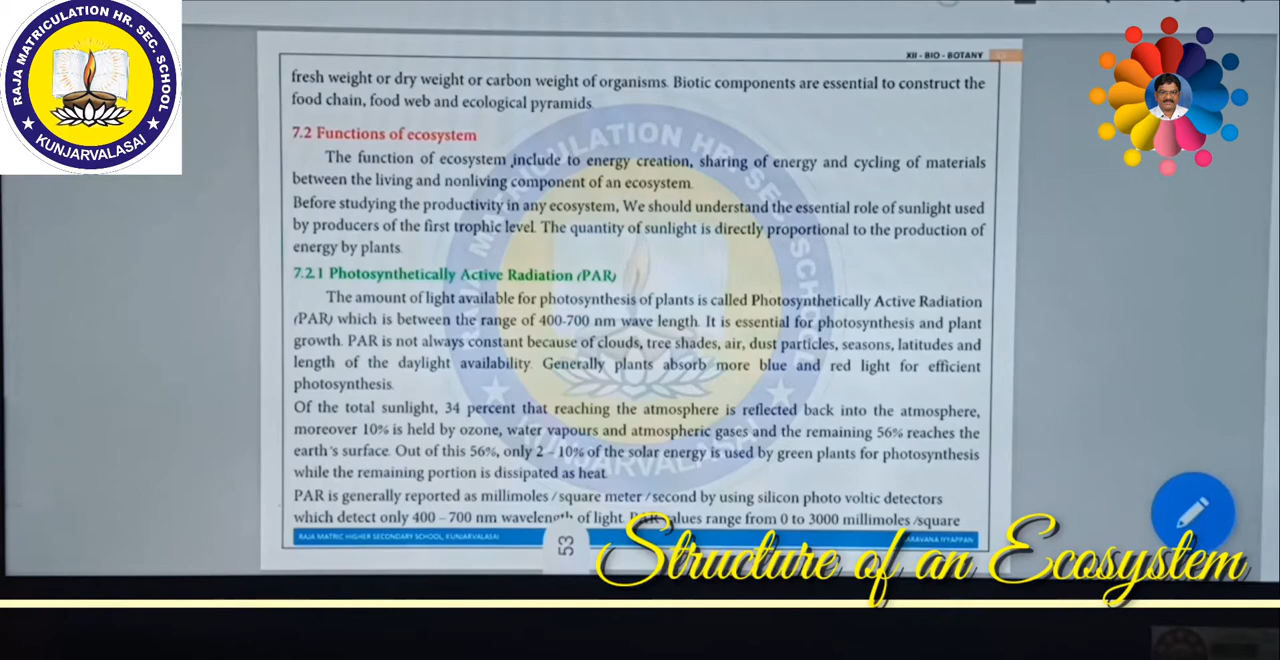 RAJA MATRICULATION HR. SEC. SCHOOL
★ KUNJARVALASAI ★
XII - BIO - BOTANY
fresh weight or dry weight or carbon weight of organisms. Biotic components are essential to construct the
food chain, food web and ecological pyramids.
7.2 Functions of ecosystem
The function of ecosystem include to energy creation, sharing of energy and cycling of materials
between the living and nonliving component of an ecosystem.
Before studying the productivity in any ecosystem, We should understand the essential role of sunlight used
by producers of the first trophic level. The quantity of sunlight is directly proportional to the production of
energy by plants.
7.2.1 Photosynthetically Active Radiation (PAR)
The amount of light available for photosynthesis of plants is called Photosynthetically Active Radiation
(PAR) which is between the range of 400-700 nm wave length. It is essential for photosynthesis and plant
growth. PAR is not always constant because of clouds, tree shades, air, dust particles, seasons, latitudes and
length of the daylight availability. Generally plants absorb more blue and red light for efficient
photosynthesis.
Of the total sunlight, 34 percent that reaching the atmosphere is reflected back into the atmosphere,
moreover 10% is held by ozone, water vapours and atmospheric gases and the remaining 56% reaches the
earth's surface. Out of this 56%, only 2 – 10% of the solar energy is used by green plants for photosynthesis
while the remaining portion is dissipated as heat.
PAR is generally reported as millimoles /square meter /second by using silicon photo voltic detectors
which detect only 400 – 700 nm wavelength of light. PAR values range from 0 to 3000 millimoles /square
RAJA MATRIC HIGHER SECONDARY SCHOOL, KUNJARVALASAI
53
Structure of an Ecosystem